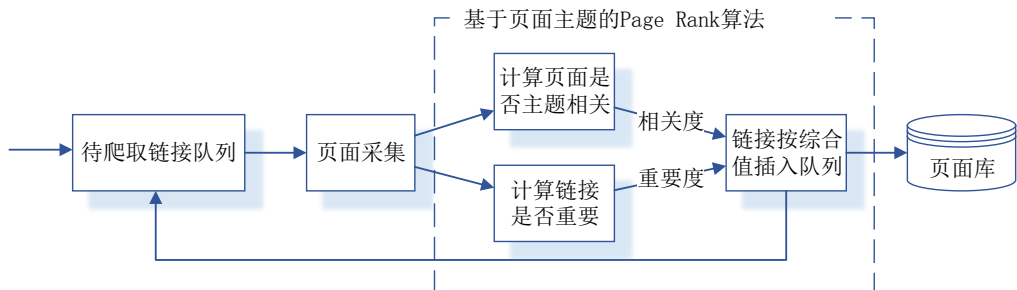 基于页面主题的Page Rank算法
待爬取链接队列
页面采集
计算页面是
否主题相关
计算链接
是否重要
相关度
重要度
链接按综合
值插入队列
页面库